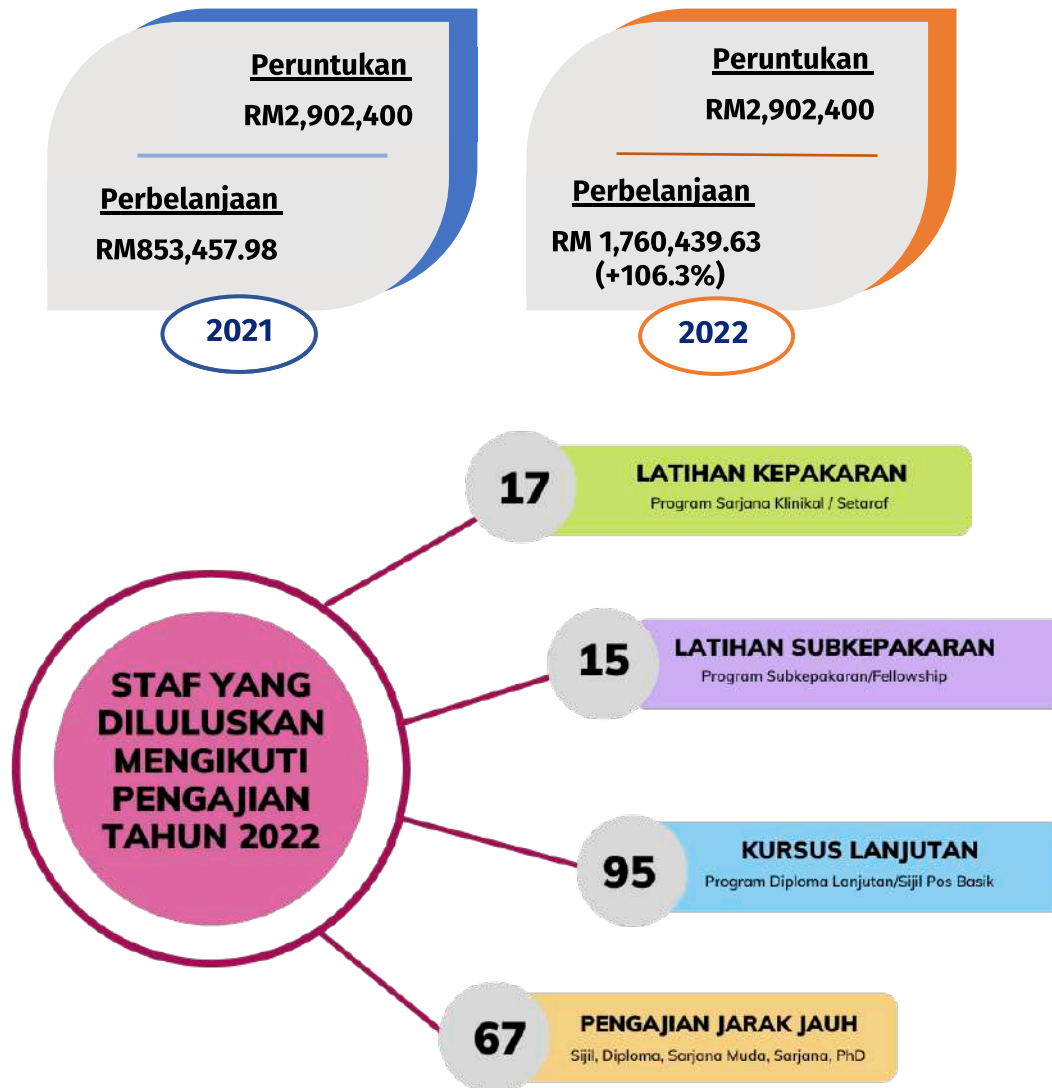 Peruntukan
RM2,902,400
Perbelanjaan
RM853,457.98
2021
Peruntukan
RM2,902,400
Perbelanjaan
RM 1,760,439.63
(+106.3%)
2022
STAF YANG
DILULUSKAN
MENGIKUTI
PENGAJIAN
TAHUN 2022
17
LATIHAN KEPAKARAN
Program Sarjana Klinikal / Setaraf
15
LATIHAN SUBKEPAKARAN
Program Subkepakaran/Fellowship
95
KURSUS LANJUTAN
Program Diploma Lanjutan/Sijil Pos Basik
67
PENGAJIAN JARAK JAUH
Sijil, Diploma, Sarjana Muda, Sarjana, PhD